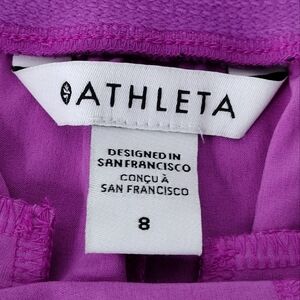 ATHLETA
DESIGNED IN
SAN FRANCISCO
CONÇU À
SAN FRANCISCO
8